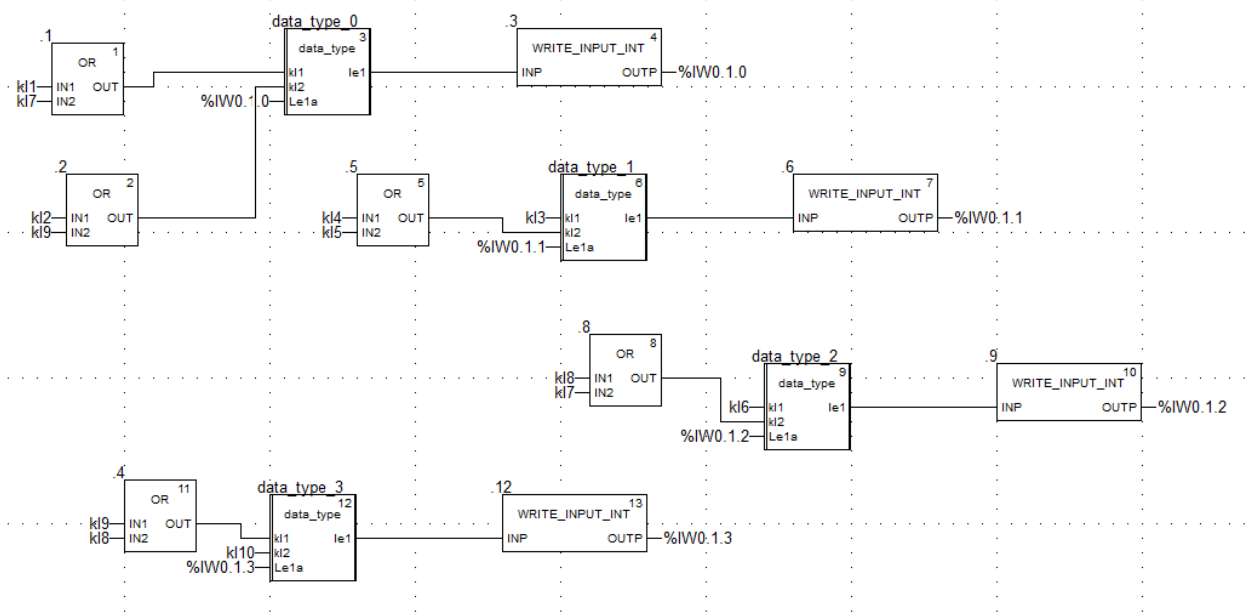 data_type_0
.1
.3
1
OR
kl1 IN1 OUT
kl7 IN2
3
data_type
kl1 le1
kl2
%IW0.1.0 Le1a
4
WRITE_INPUT_INT
INP OUTP %IW0.1.0
.2
2
OR
kl2 IN1 OUT
kl9 IN2
.5
5
OR
kl4 IN1 OUT
kl5 IN2
data_type_1
6
data_type
kl3 kl1 le1
kl2
%IW0.1.1 Le1a
.6
7
WRITE_INPUT_INT
INP OUTP %IW0.1.1
.8
8
OR
kl8 IN1 OUT
kl7 IN2
data_type_2
9
data_type
kl6 kl1 le1
kl2
%IW0.1.2 Le1a
.9
10
WRITE_INPUT_INT
INP OUTP %IW0.1.2
.4
11
OR
kl9 IN1 OUT
kl8 IN2
data_type_3
12
data_type
kl1 le1
kl10 kl2
%IW0.1.3 Le1a
.12
13
WRITE_INPUT_INT
INP OUTP %IW0.1.3